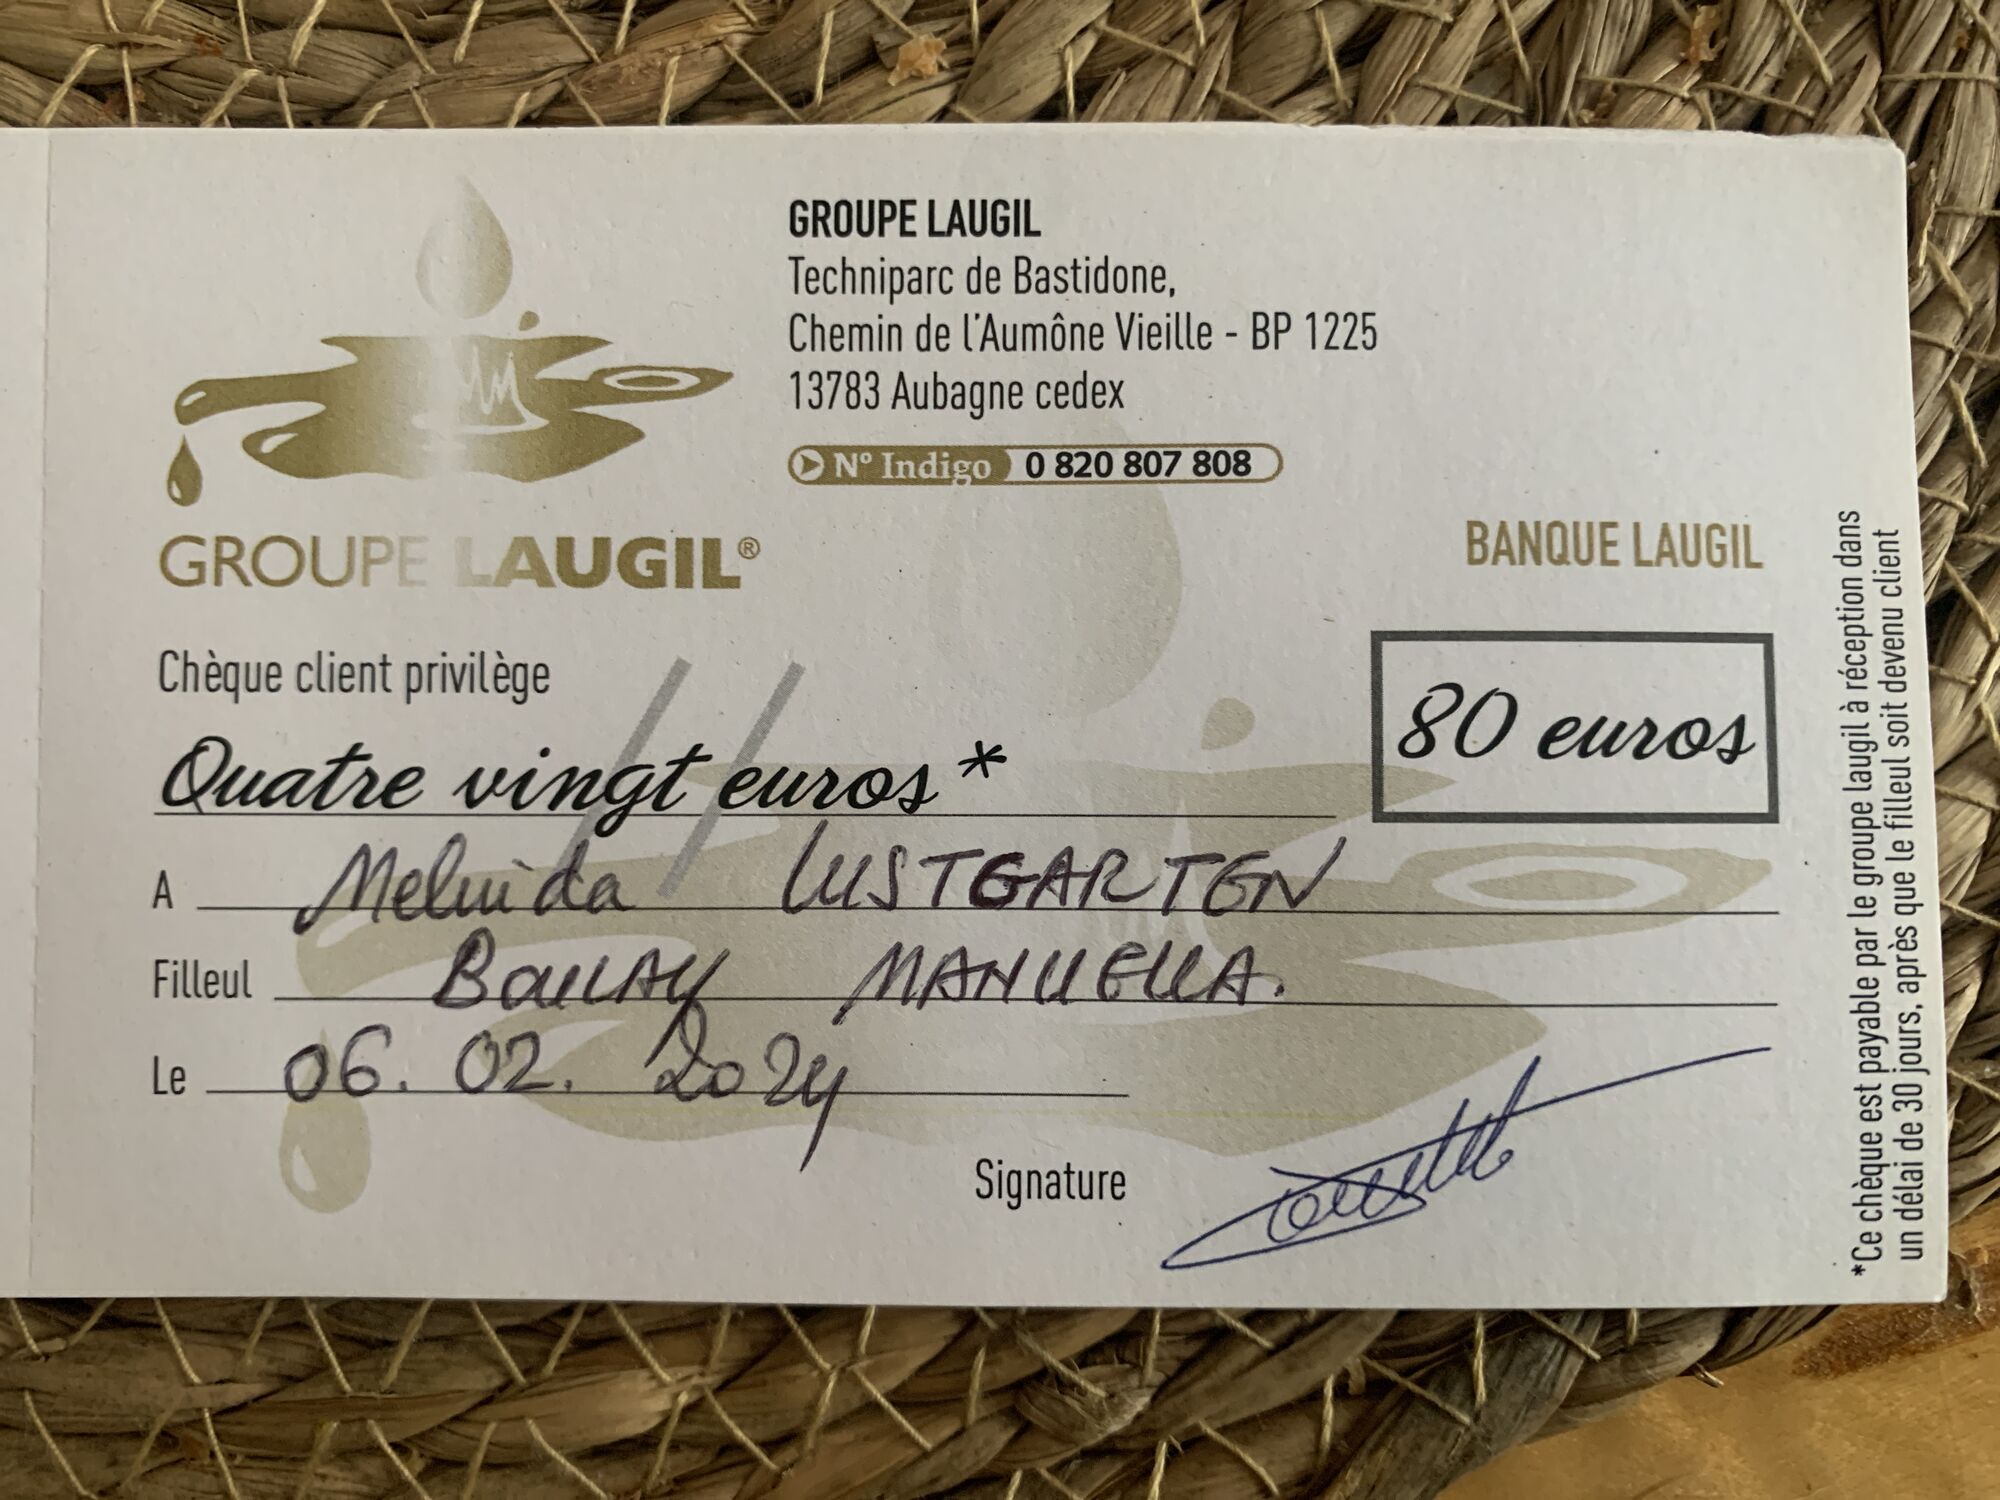 GROUPE LAUGIL
Techniparc de Bastidone,
Chemin de l'Aumône Vieille - BP 1225
13783 Aubagne cedex
N° Indigo 0 820 807 808
GROUPE LAUGIL®
BANQUE LAUGIL
Chèque client privilège
Quatre vingt euros *
80 euros
A LUSTGARTEN
Filleul BOULAY MANUELLA.
Le 06. 02. 2024
Signature
*Ce chèque est payable par le groupe laugil à réception dans
un délai de 30 jours, après que le filleul soit devenu client